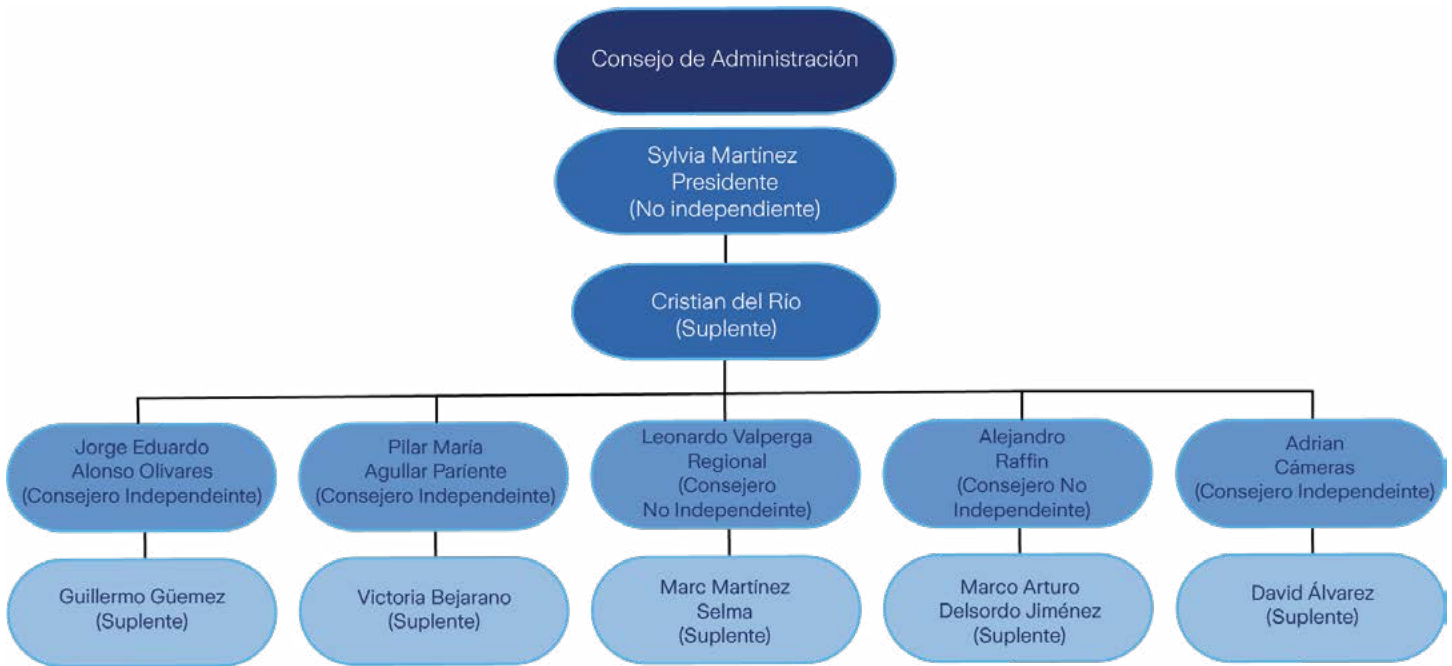 Consejo de Administración
Sylvia Martínez
Presidente
(No independiente)
Cristian del Río
(Suplente)
Jorge Eduardo
Alonso Olivares
(Consejero Independeinte)
Pilar María
Agullar Paríente
(Consejero Independeinte)
Leonardo Valperga
Regional
(Consejero
No Independeinte)
Alejandro
Raffin
(Consejero No
Independeinte)
Adrian
Cámeras
(Consejero Independeinte)
Guillermo Güemez
(Suplente)
Victoria Bejarano
(Suplente)
Marc Martínez
Selma
(Suplente)
Marco Arturo
Delsordo Jiménez
(Suplente)
David Álvarez
(Suplente)